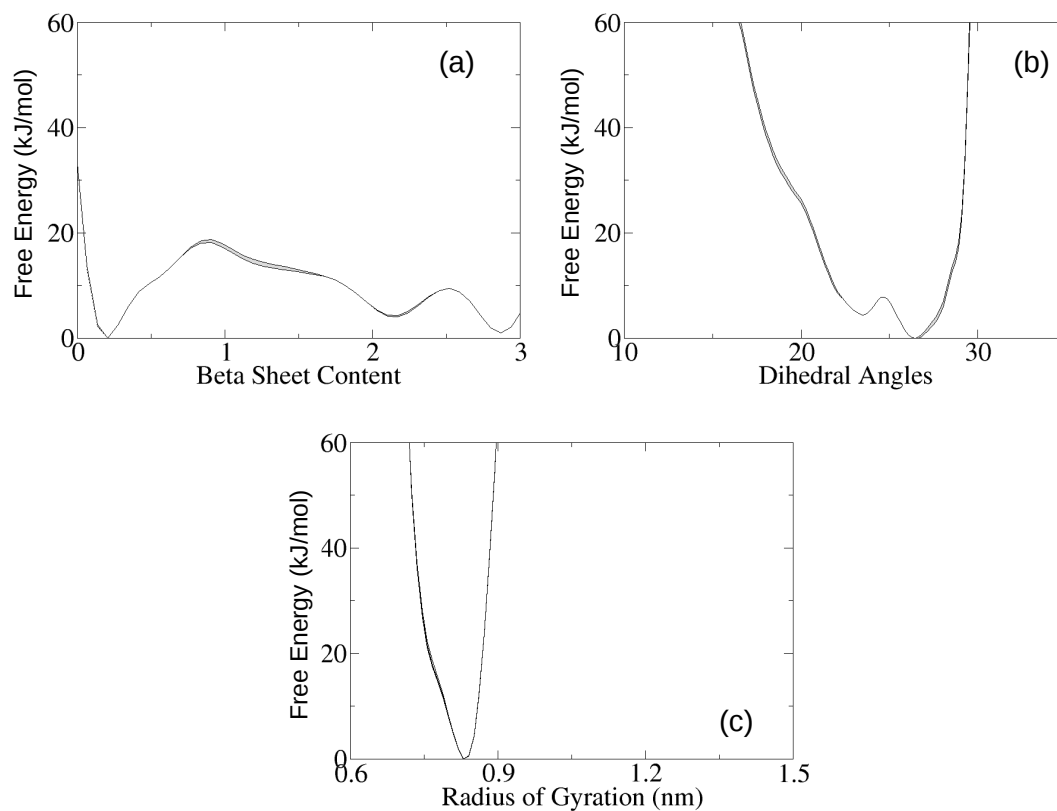 60
40
20
0
Free Energy (kJ/mol)
(a)
0 1 2 3
Beta Sheet Content
60
40
20
0
Free Energy (kJ/mol)
(b)
10 20 30
Dihedral Angles
60
40
20
0
Free Energy (kJ/mol)
(c)
0.6 0.9 1.2 1.5
Radius of Gyration (nm)